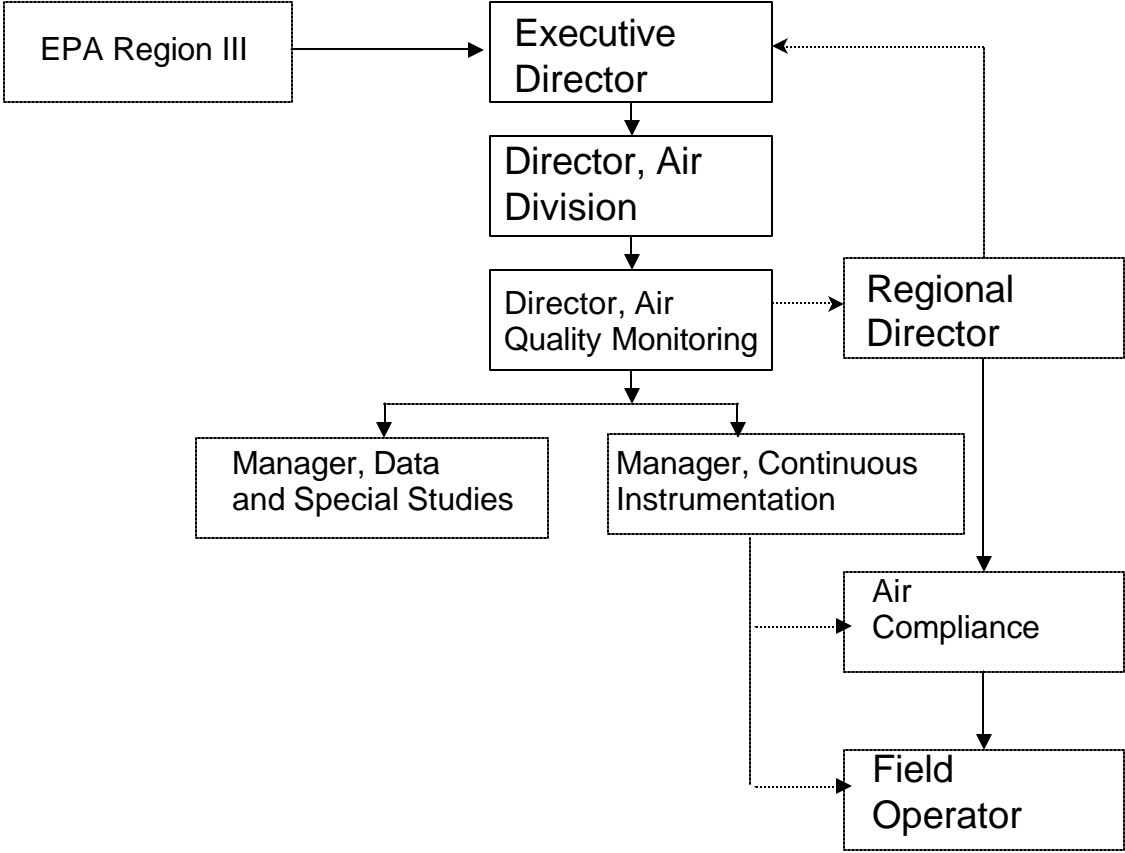 EPA Region III
Executive
Director
Director, Air
Division
Director, Air
Quality Monitoring
Regional
Director
Manager, Data
and Special Studies
Manager, Continuous
Instrumentation
Air
Compliance
Field
Operator